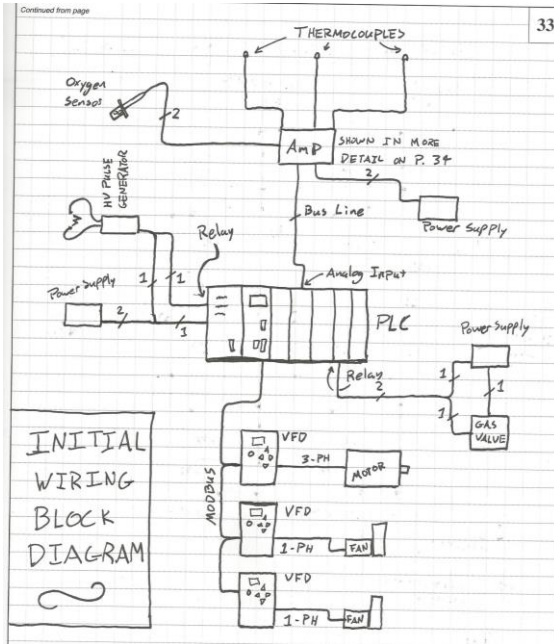 Continued from page
33
THERMOCOUPLES
Oxygen
Sensor
2
AMP
SHOWN IN MORE
DETAIL ON P. 34
2
Power Supply
HV PULSE
GENERATOR
Bus Line
Relay
Analog Input
1
1
Power Supply
2
1
PLC
Power Supply
Relay
2
1
1
1
GAS
VALVE
INITIAL
WIRING
BLOCK
DIAGRAM
MODBUS
VFD
3-PH
MOTOR
VFD
1-PH
FAN
VFD
1-PH
FAN